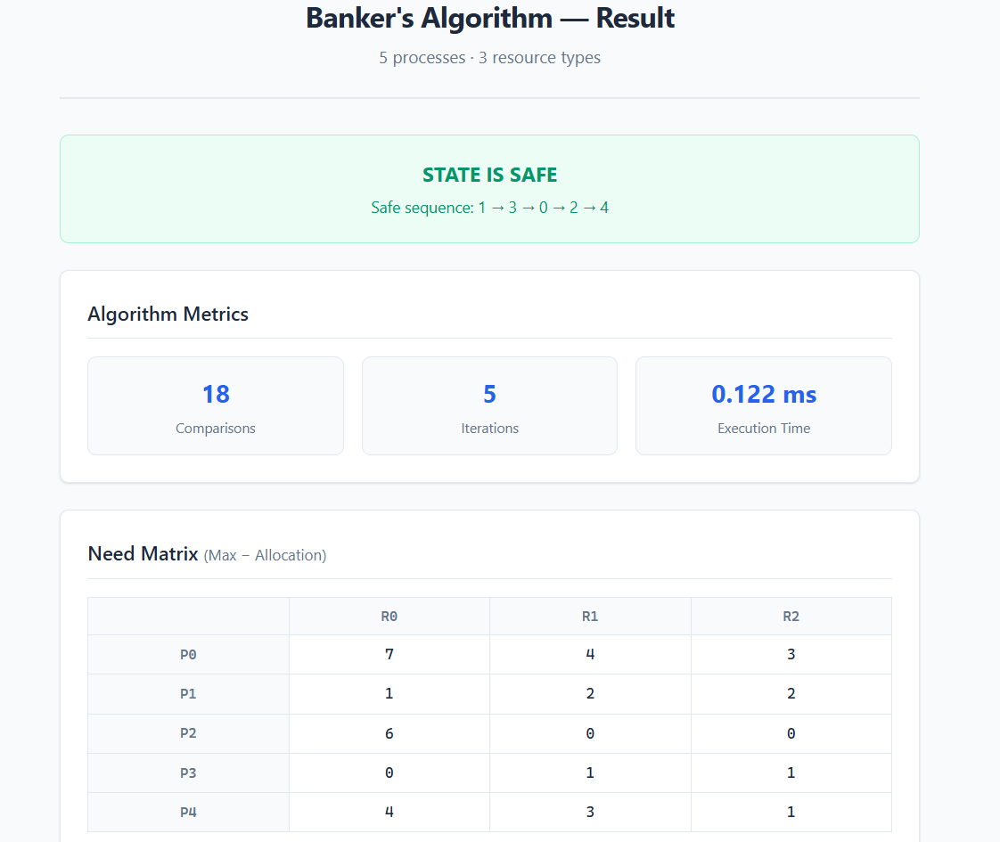 Banker's Algorithm — Result
5 processes · 3 resource types
STATE IS SAFE
Safe sequence: 1 → 3 → 0 → 2 → 4
Algorithm Metrics
18 5 0.122 ms
Comparisons Iterations Execution Time
Need Matrix (Max − Allocation)
R0 R1 R2
P0 7 4 3
P1 1 2 2
P2 6 0 0
P3 0 1 1
P4 4 3 1